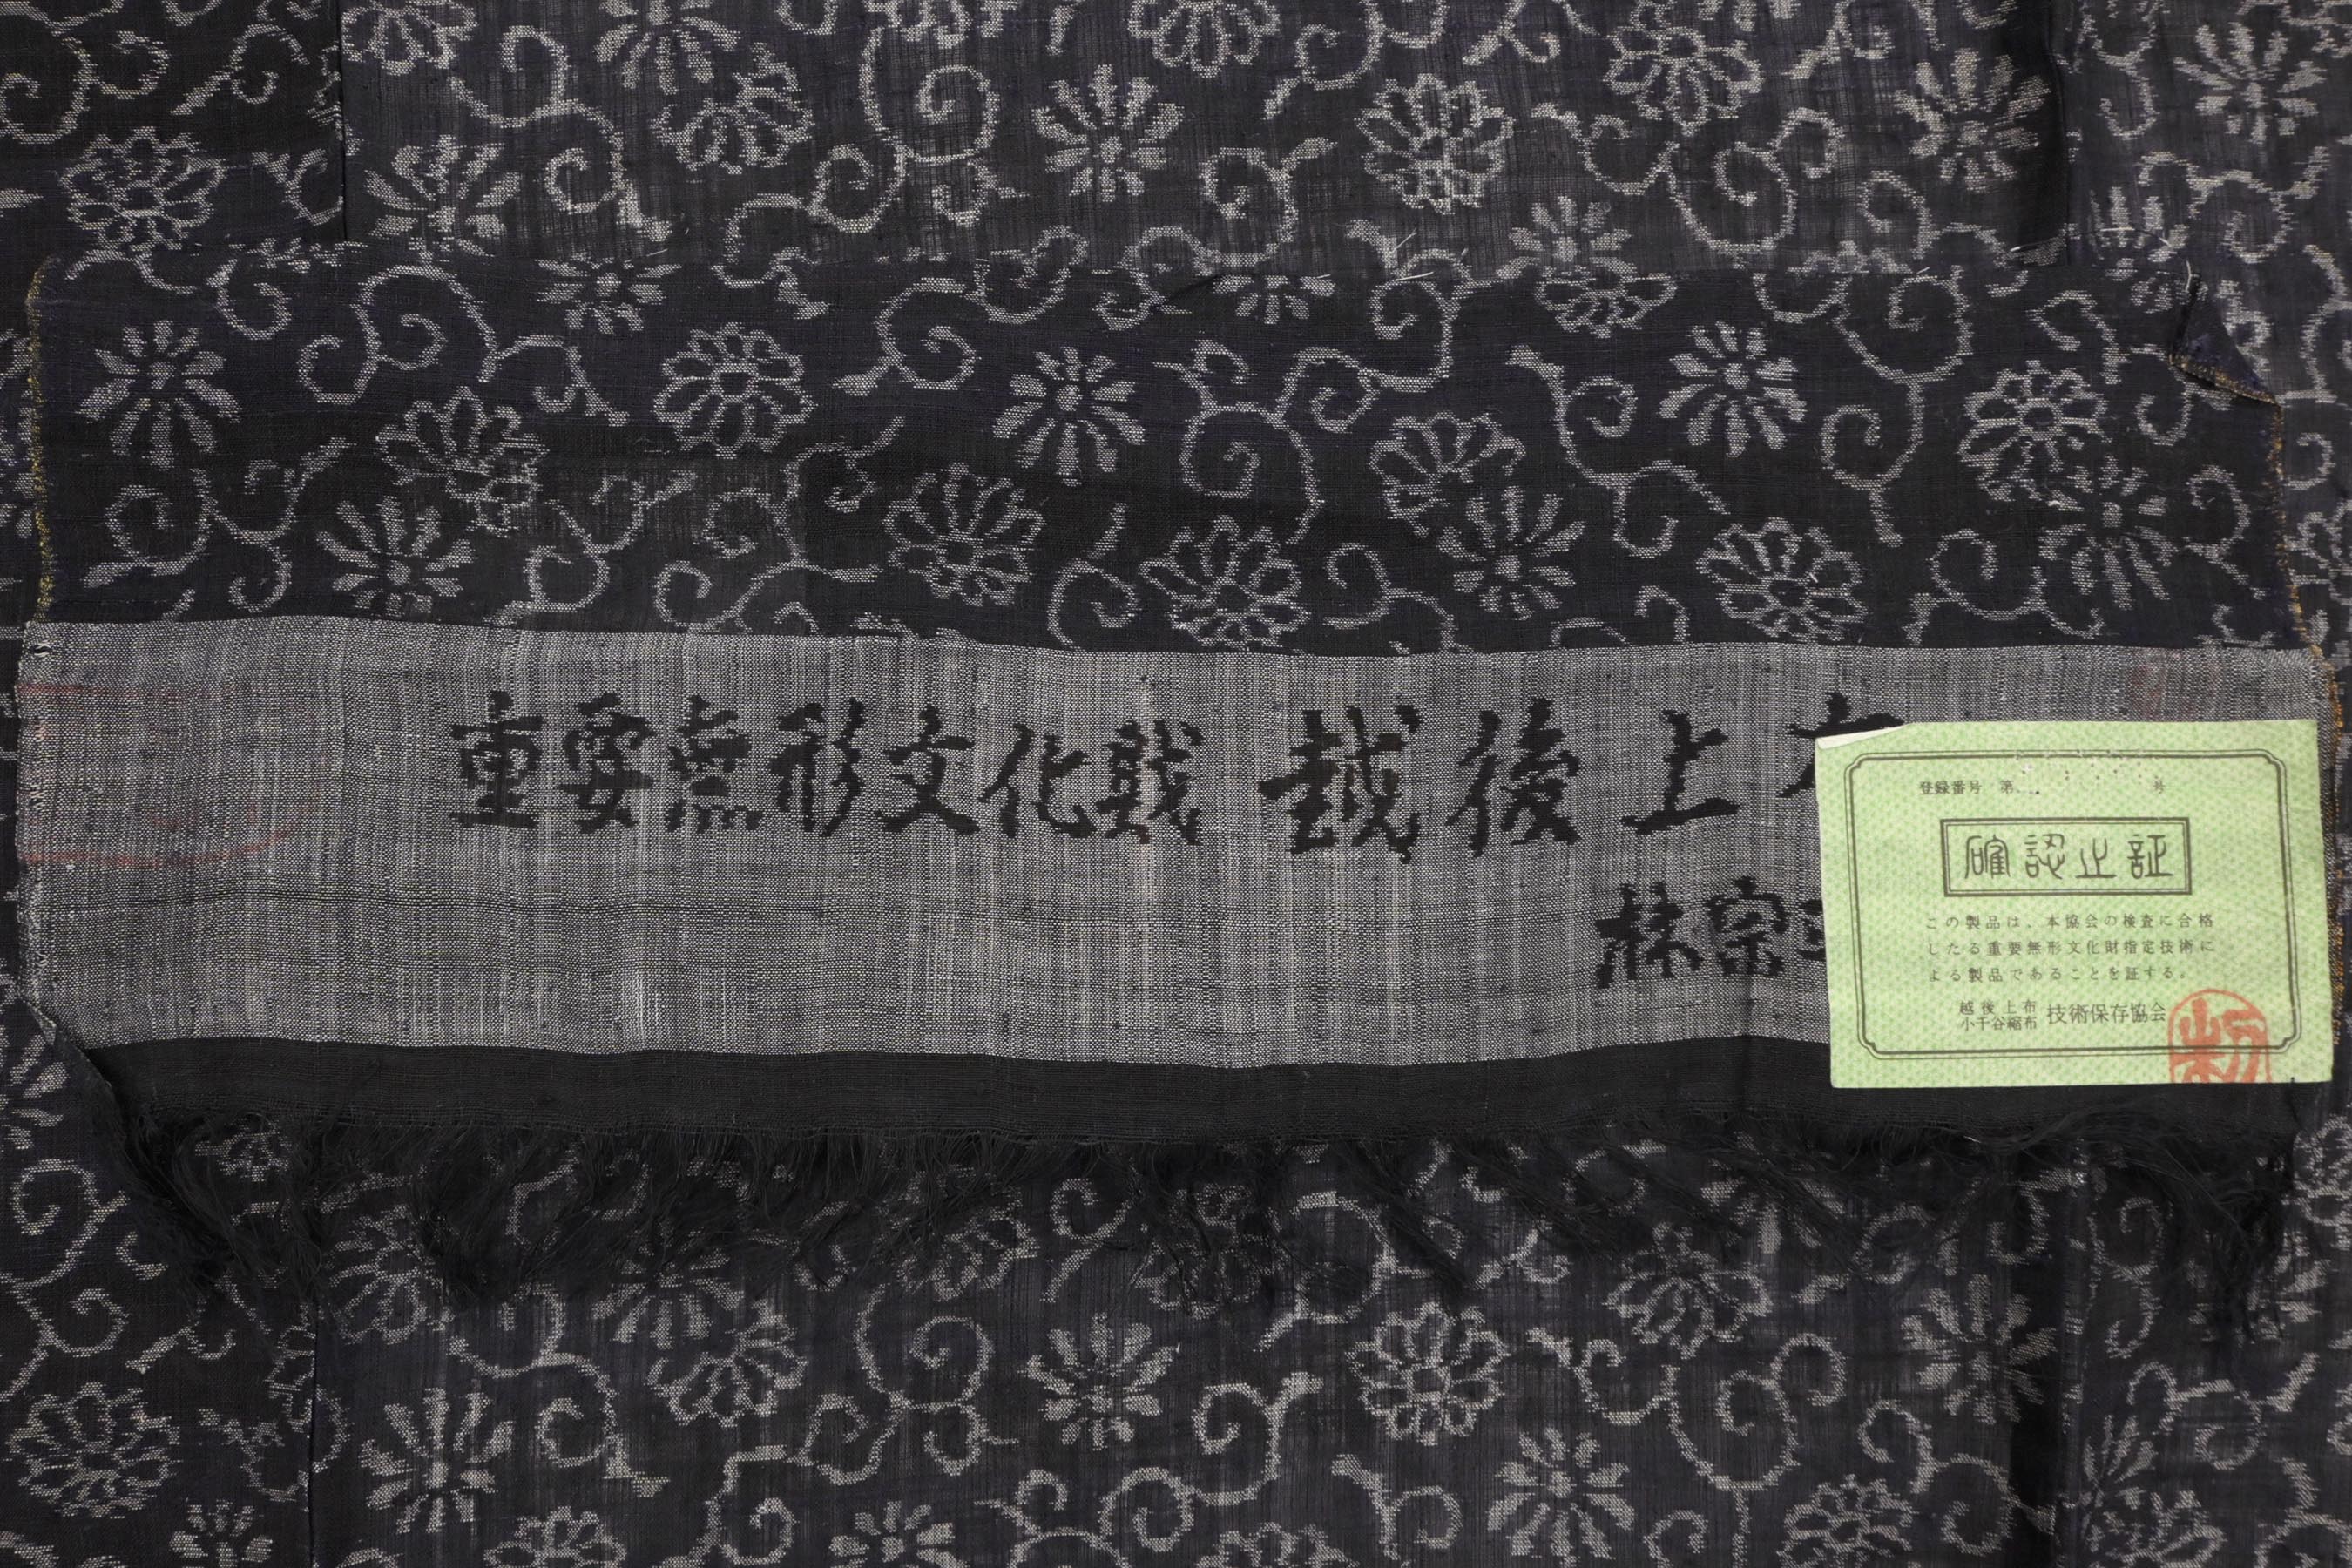 重要無形文化財 越後上布
林宗
登録番号 第 号
確認止証
この製品は、本協会の検査に合格
したる重要無形文化財指定技術に
よる製品であることを証する。
越後上布
小千谷縮布 技術保存協会